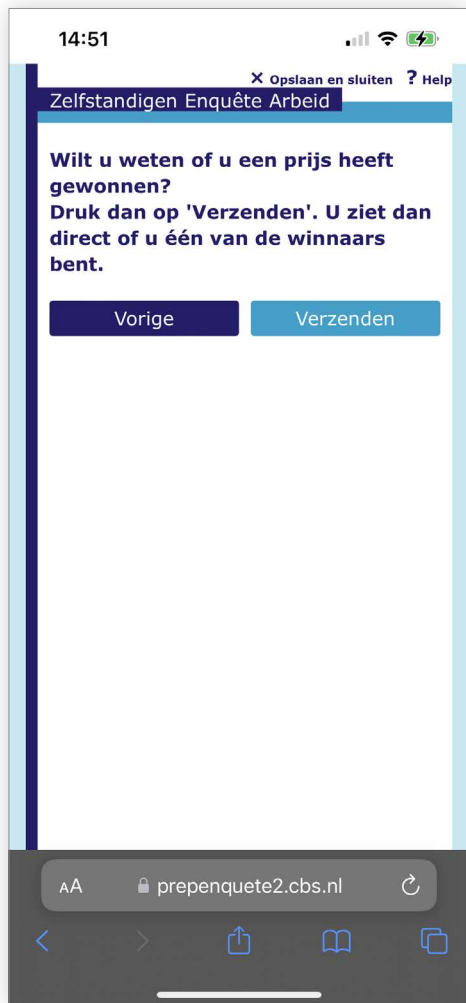 14:51
× Opslaan en sluiten ? Help
Zelfstandigen Enquête Arbeid
Wilt u weten of u een prijs heeft
gewonnen?
Druk dan op 'Verzenden'. U ziet dan
direct of u één van de winnaars
bent.
Vorige Verzenden
AA prepenquete2.cbs.nl